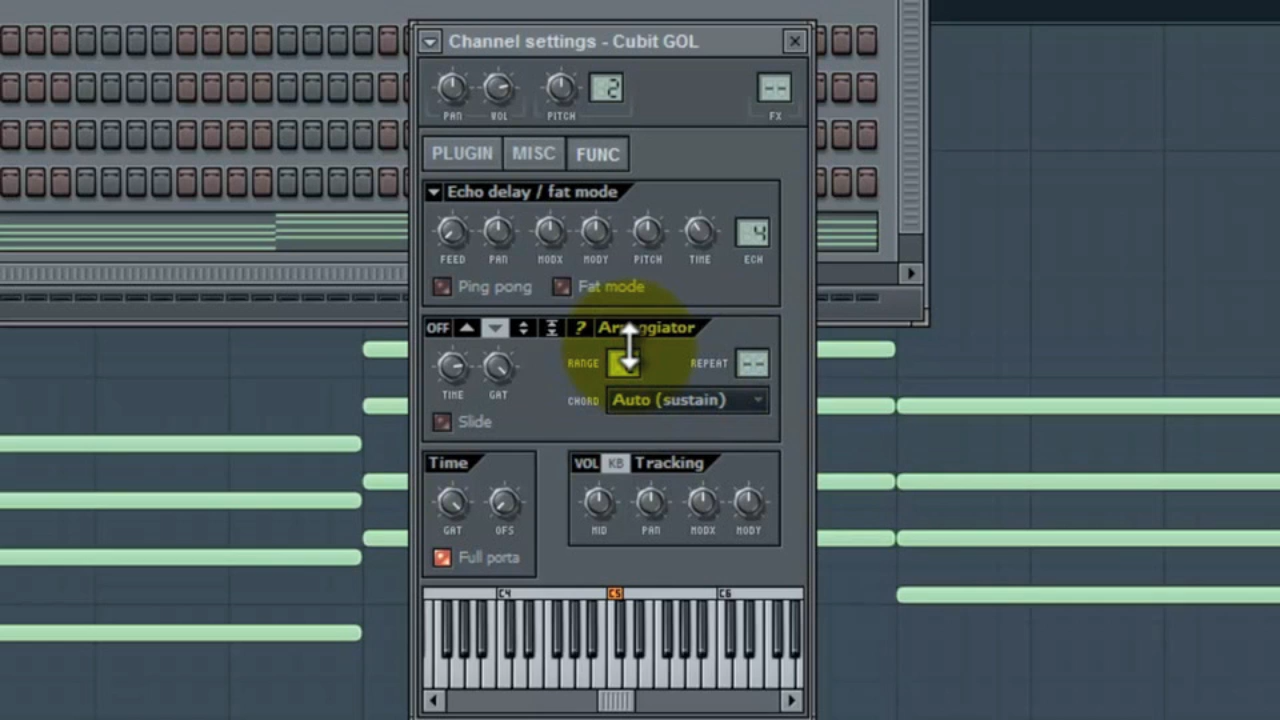 Channel settings - Cubit GOL
2
--
PAN VOL PITCH FX
PLUGIN MISC FUNC
Echo delay / fat mode
4
FEED PAN MODX MODY PITCH TIME ECH
Ping pong Fat mode
OFF ? Arpeggiator
RANGE REPEAT --
TIME GAT CHORD Auto (sustain)
Slide
Time VOL KB Tracking
GAT OFS MID PAN MODX MODY
Full porta
C4 C5 C6